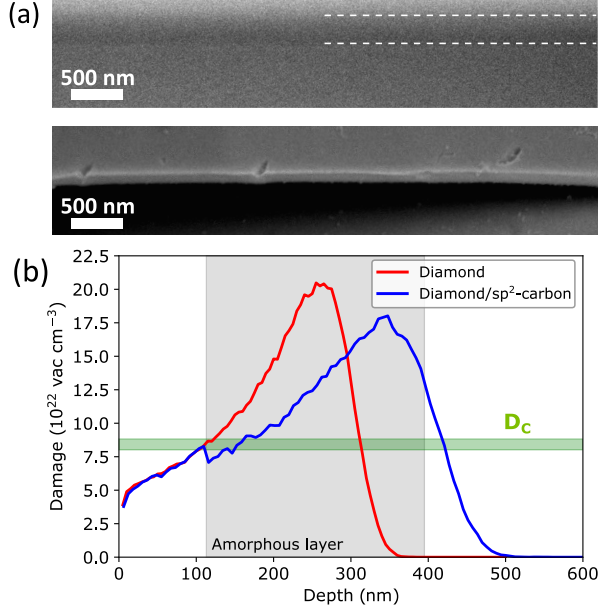 (a)
500 nm
500 nm
(b)
22.5
20.0
17.5
15.0
12.5
10.0
7.5
5.0
2.5
0.0
Damage (10²² vac cm⁻³)
Diamond
Diamond/sp²-carbon
D_C
Amorphous layer
0 100 200 300 400 500 600
Depth (nm)